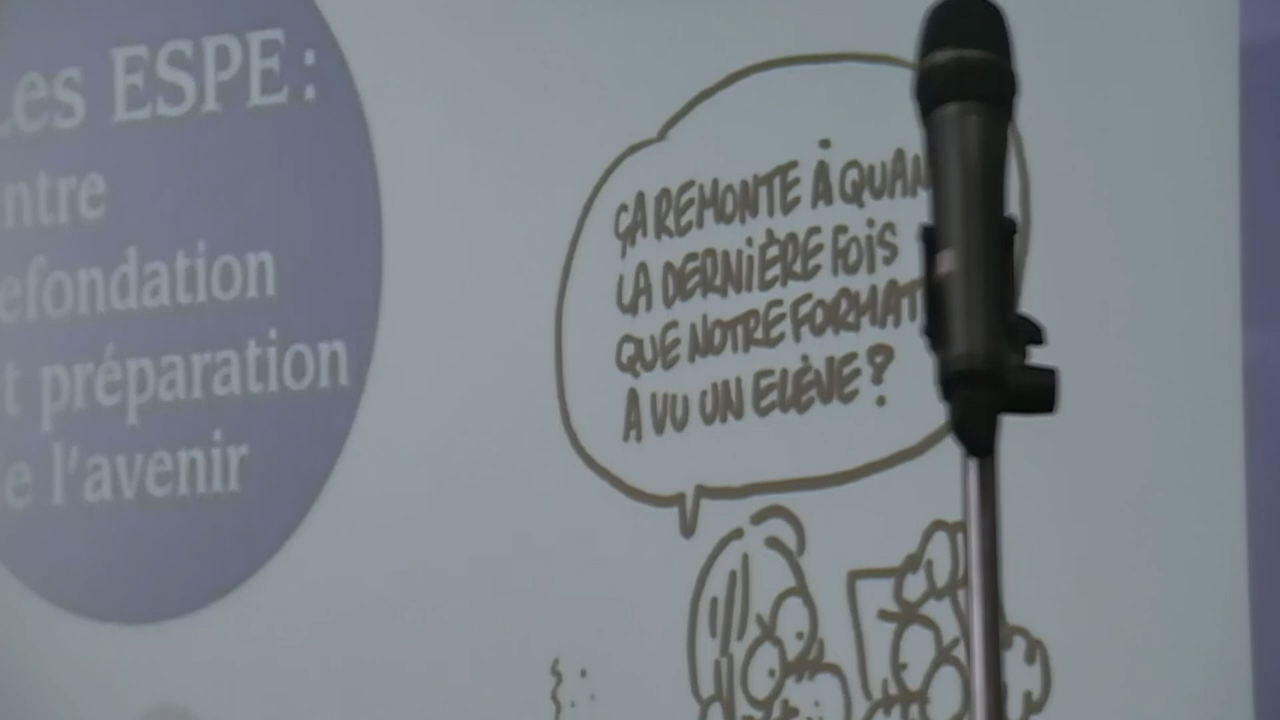 Les ESPE :
ntre
efondation
t préparation
e l'avenir
ÇA REMONTE À QUAN
LA DERNIÈRE FOIS
QUE NOTRE FORMAT
A VU UN ELÈVE ?